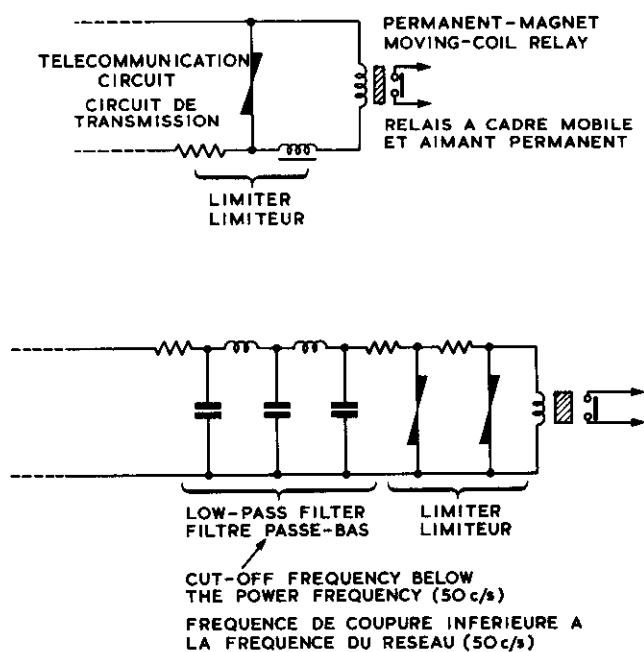 PERMANENT-MAGNET
MOVING-COIL RELAY
TELECOMMUNICATION
CIRCUIT
CIRCUIT DE
TRANSMISSION
RELAIS A CADRE MOBILE
ET AIMANT PERMANENT
LIMITER
LIMITEUR
LOW-PASS FILTER
FILTRE PASSE-BAS
LIMITER
LIMITEUR
CUT-OFF FREQUENCY BELOW
THE POWER FREQUENCY (50 c/s)
FREQUENCE DE COUPURE INFERIEURE A
LA FREQUENCE DU RESEAU (50 c/s)